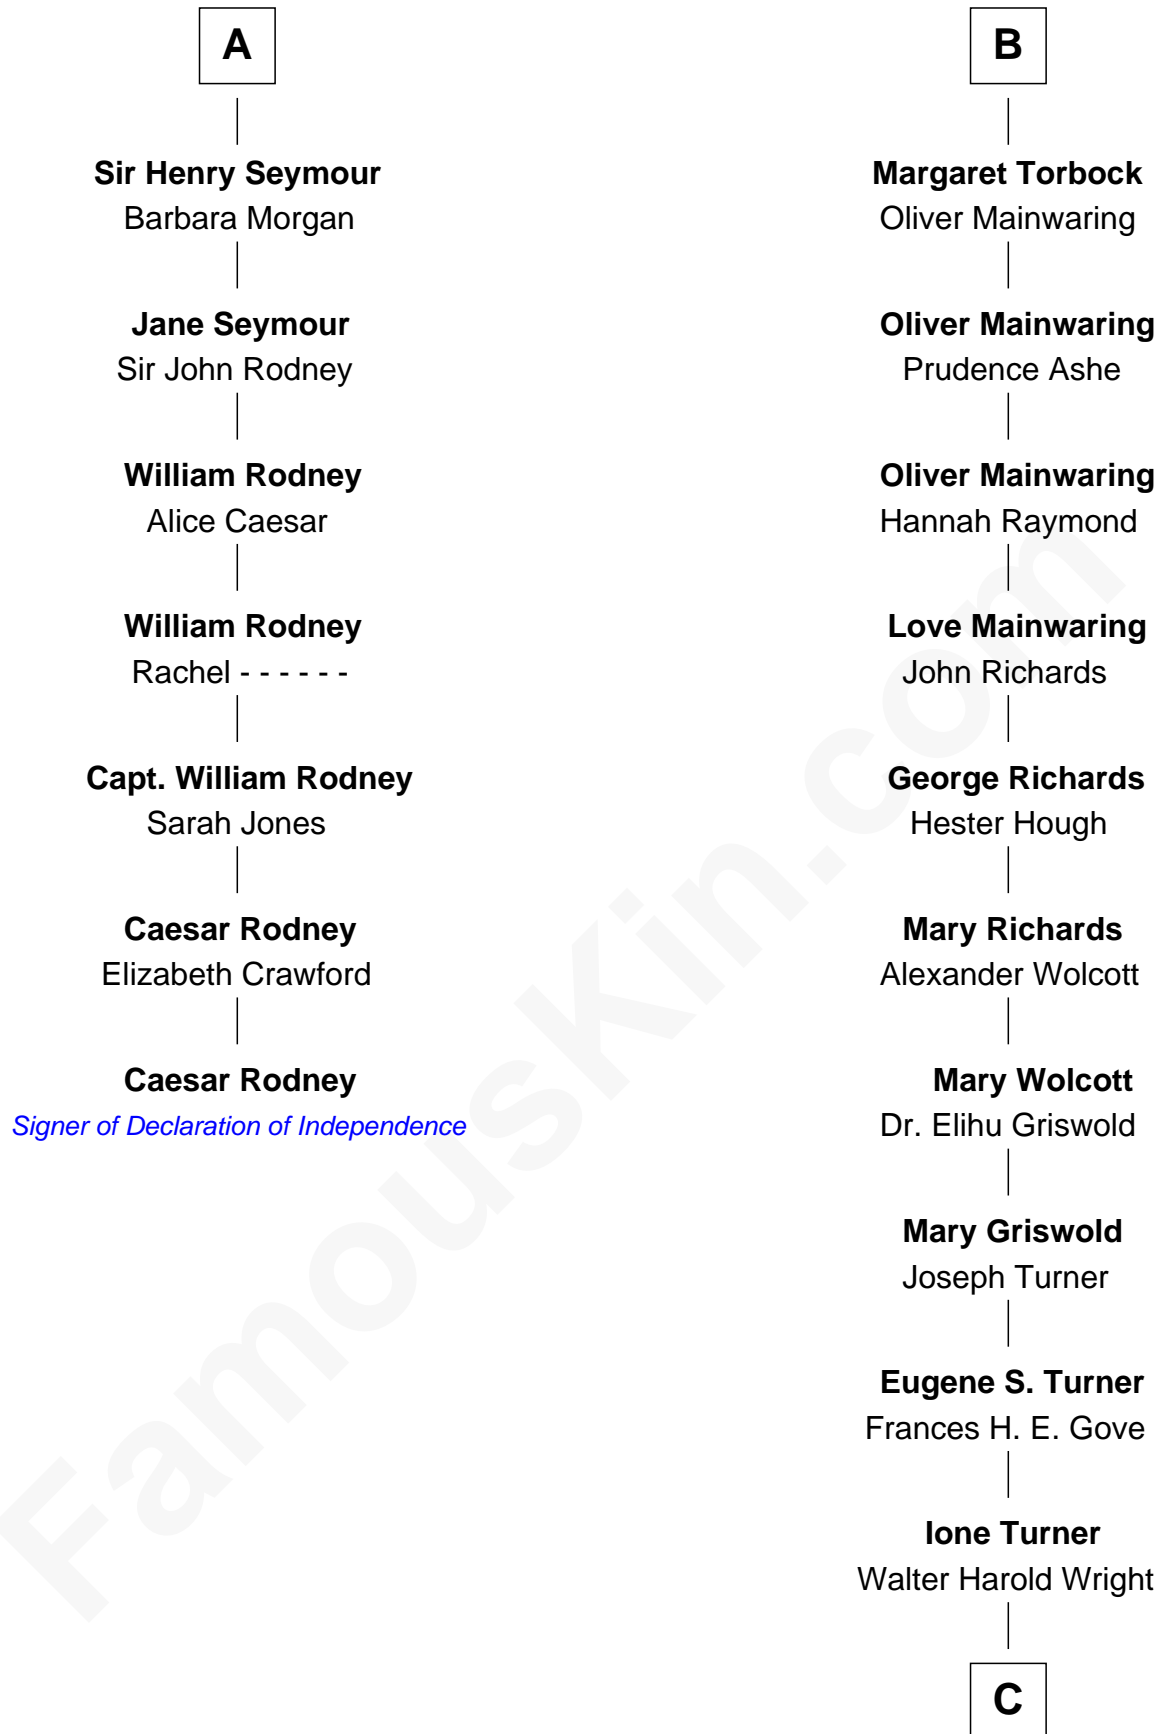 A
Sir Henry Seymour
Barbara Morgan
Jane Seymour
Sir John Rodney
William Rodney
Alice Caesar
William Rodney
Rachel - - - - - -
Capt. William Rodney
Sarah Jones
Caesar Rodney
Elizabeth Crawford
Caesar Rodney
Signer of Declaration of Independence
B
Margaret Torbock
Oliver Mainwaring
Oliver Mainwaring
Prudence Ashe
Oliver Mainwaring
Hannah Raymond
Love Mainwaring
John Richards
George Richards
Hester Hough
Mary Richards
Alexander Wolcott
Mary Wolcott
Dr. Elihu Griswold
Mary Griswold
Joseph Turner
Eugene S. Turner
Frances H. E. Gove
Ione Turner
Walter Harold Wright
C
FamousKin.com